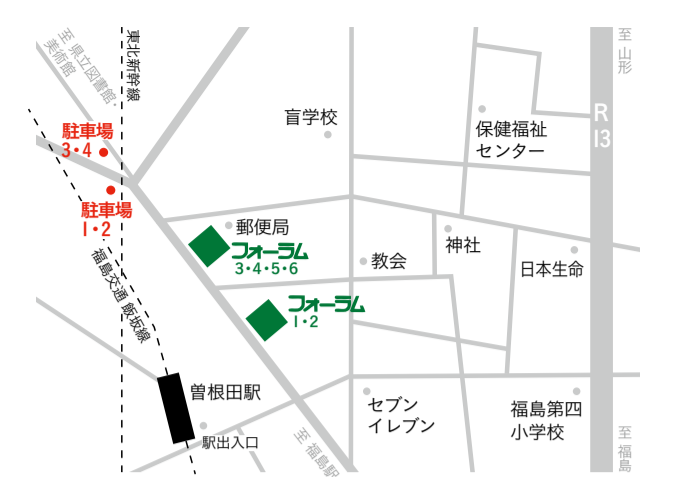 至 県立図書館・
美術館
東北新幹線
至 山形
R
13
盲学校
保健福祉
センター
駐車場
3・4
駐車場
1・2
郵便局
フォーラム
3・4・5・6
教会
神社
日本生命
福島交通 飯坂線
フォーラム
1・2
曽根田駅
駅出入口
至 福島駅
セブン
イレブン
福島第四
小学校
至 福島